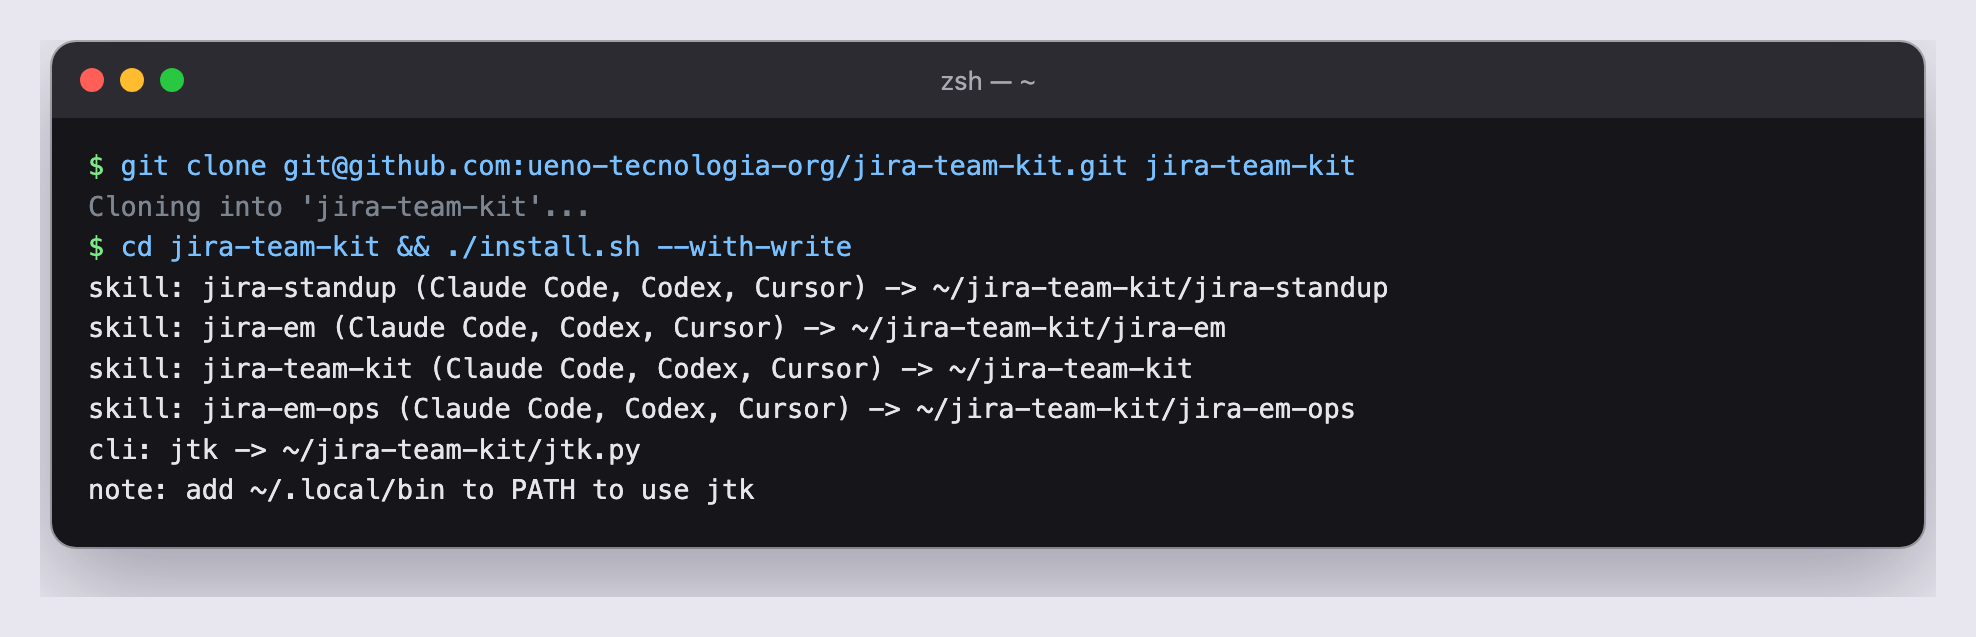 zsh — ~
$ git clone git@github.com:ueno-tecnologia-org/jira-team-kit.git jira-team-kit
Cloning into 'jira-team-kit'...
$ cd jira-team-kit && ./install.sh --with-write
skill: jira-standup (Claude Code, Codex, Cursor) -> ~/jira-team-kit/jira-standup
skill: jira-em (Claude Code, Codex, Cursor) -> ~/jira-team-kit/jira-em
skill: jira-team-kit (Claude Code, Codex, Cursor) -> ~/jira-team-kit
skill: jira-em-ops (Claude Code, Codex, Cursor) -> ~/jira-team-kit/jira-em-ops
cli: jtk -> ~/jira-team-kit/jtk.py
note: add ~/.local/bin to PATH to use jtk